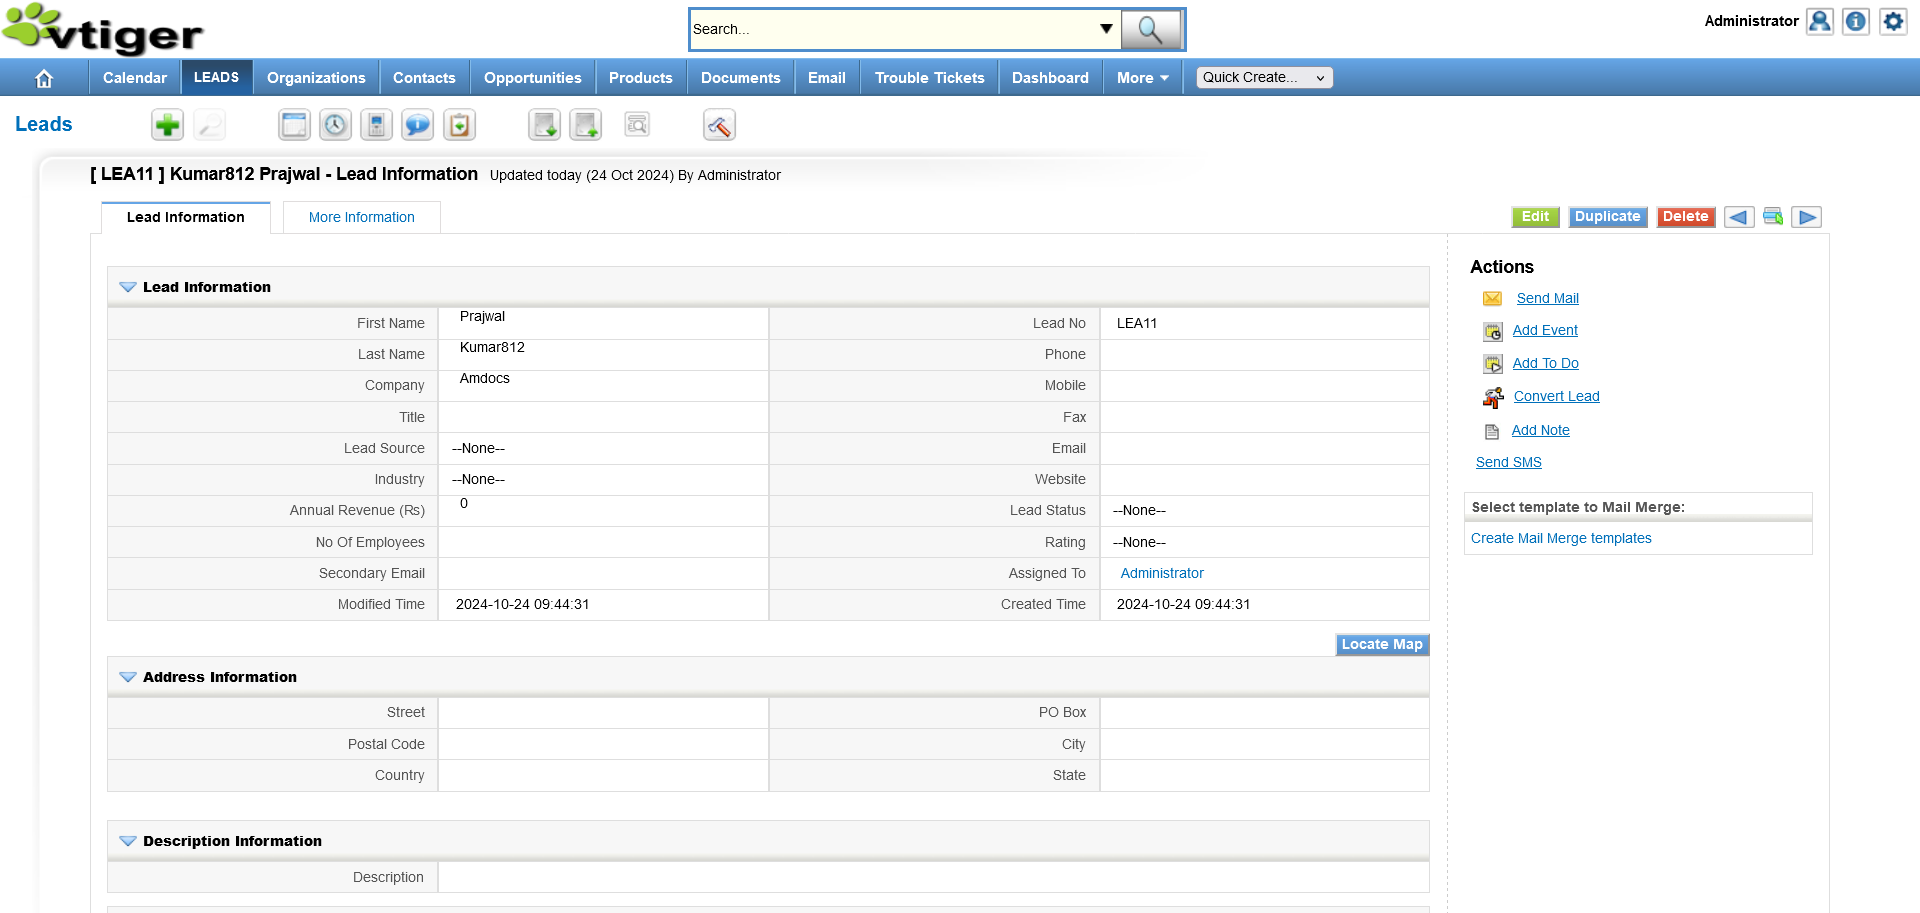 vtiger
Search...
Administrator
Calendar LEADS Organizations Contacts Opportunities Products Documents Email Trouble Tickets Dashboard More Quick Create...
Leads
[ LEA11 ] Kumar812 Prajwal - Lead Information Updated today (24 Oct 2024) By Administrator
Lead Information More Information Edit Duplicate Delete
Lead Information
First Name Prajwal Lead No LEA11
Last Name Kumar812 Phone
Company Amdocs Mobile
Title Fax
Lead Source --None-- Email
Industry --None-- Website
Annual Revenue (Rs) 0 Lead Status --None--
No Of Employees Rating --None--
Secondary Email Assigned To Administrator
Modified Time 2024-10-24 09:44:31 Created Time 2024-10-24 09:44:31
Locate Map
Address Information
Street PO Box
Postal Code City
Country State
Description Information
Description
Actions
Send Mail
Add Event
Add To Do
Convert Lead
Add Note
Send SMS
Select template to Mail Merge:
Create Mail Merge templates